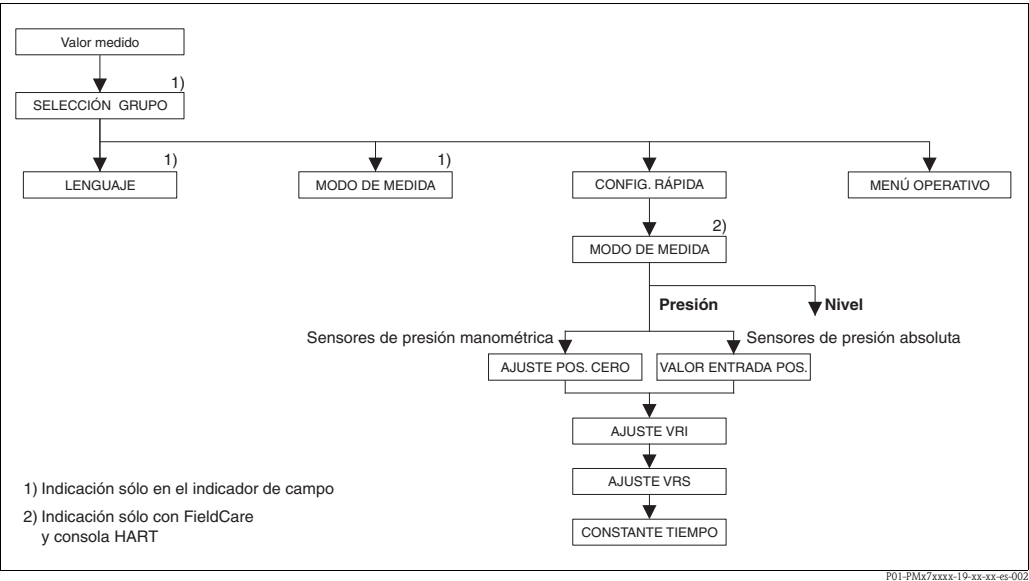 Valor medido
1)
SELECCIÓN GRUPO
1)
LENGUAJE
1)
MODO DE MEDIDA
CONFIG. RÁPIDA
MENÚ OPERATIVO
2)
MODO DE MEDIDA
Presión
Nivel
Sensores de presión manométrica
Sensores de presión absoluta
AJUSTE POS. CERO
VALOR ENTRADA POS.
AJUSTE VRI
AJUSTE VRS
CONSTANTE TIEMPO
1) Indicación sólo en el indicador de campo
2) Indicación sólo con FieldCare
y consola HART
P01-PMx7xxxx-19-xx-xx-es-002